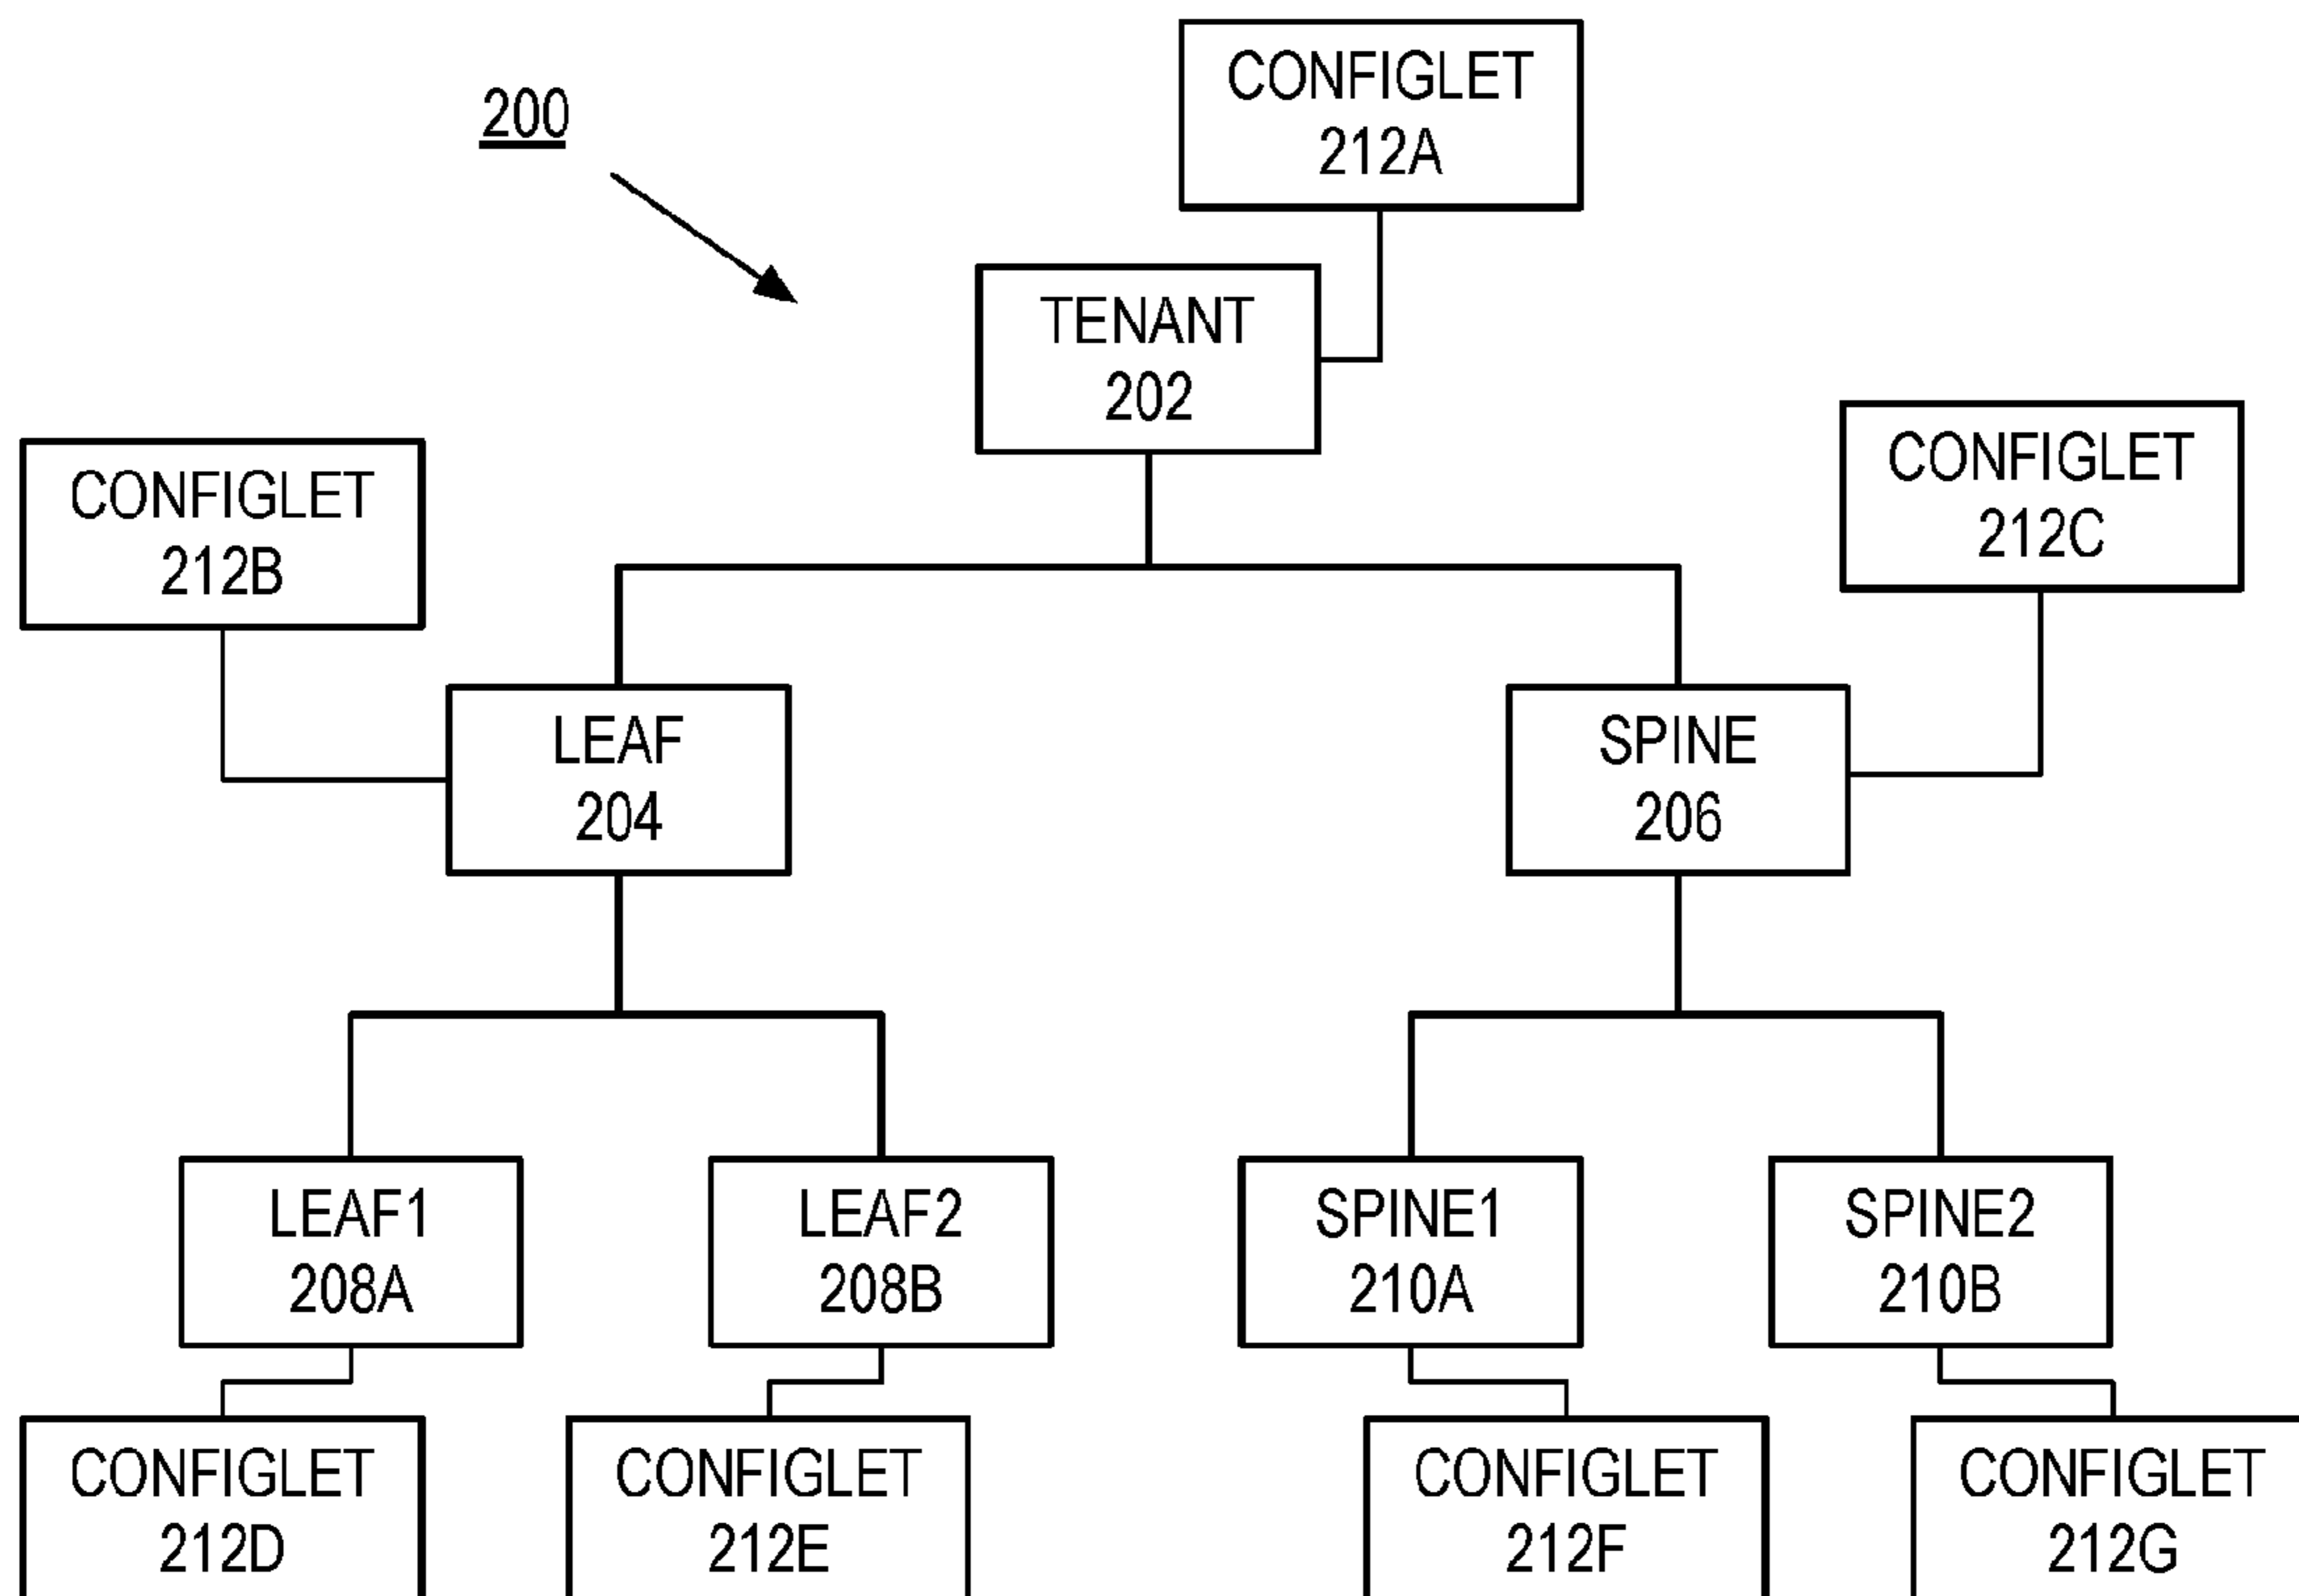 CONFIGLET
212A
200
TENANT
202
CONFIGLET
212B
CONFIGLET
212C
LEAF
204
SPINE
206
LEAF1
208A
LEAF2
208B
SPINE1
210A
SPINE2
210B
CONFIGLET
212D
CONFIGLET
212E
CONFIGLET
212F
CONFIGLET
212G